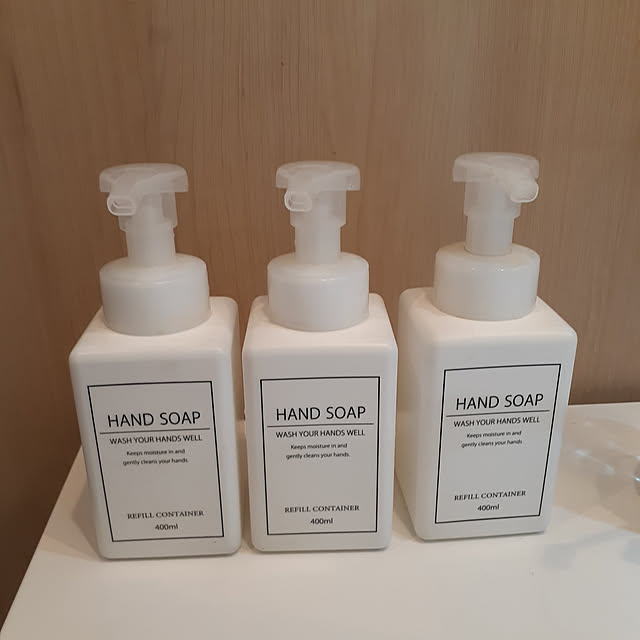 HAND SOAP
WASH YOUR HANDS WELL
Keeps moisture in and
gently cleans your hands.
REFILL CONTAINER
400ml
HAND SOAP
WASH YOUR HANDS WELL
Keeps moisture in and
gently cleans your hands.
REFILL CONTAINER
400ml
HAND SOAP
WASH YOUR HANDS WELL
Keeps moisture in and
gently cleans your hands.
REFILL CONTAINER
400ml